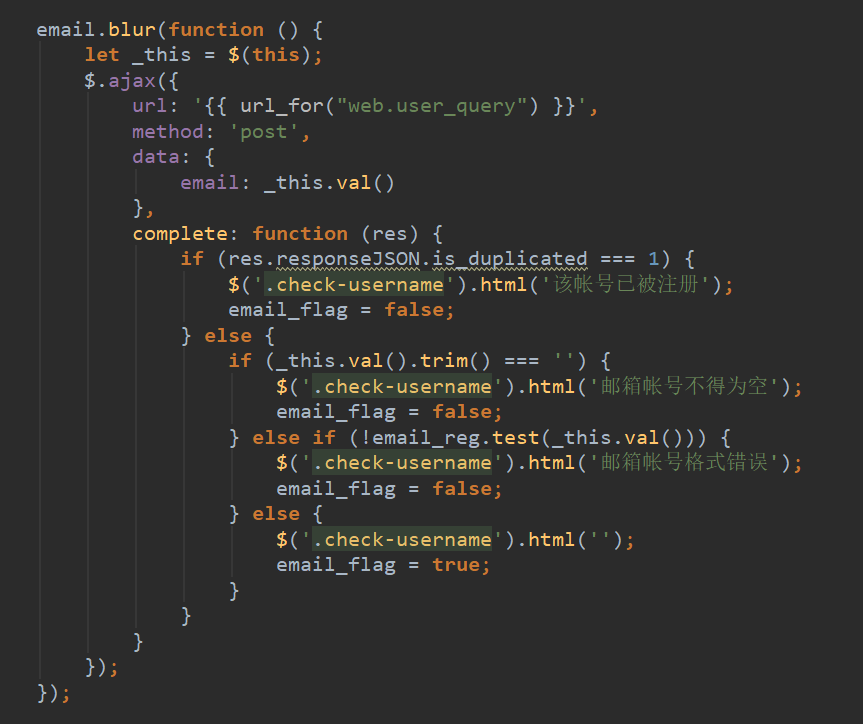 email.blur(function () {
    let _this = $(this);
    $.ajax({
        url: '{{ url_for("web.user_query") }}',
        method: 'post',
        data: {
            email: _this.val()
        },
        complete: function (res) {
            if (res.responseJSON.is_duplicated === 1) {
                $('.check-username').html('该帐号已被注册');
                email_flag = false;
            } else {
                if (_this.val().trim() === '') {
                    $('.check-username').html('邮箱帐号不得为空');
                    email_flag = false;
                } else if (!email_reg.test(_this.val())) {
                    $('.check-username').html('邮箱帐号格式错误');
                    email_flag = false;
                } else {
                    $('.check-username').html('');
                    email_flag = true;
                }
            }
        }
    });
});